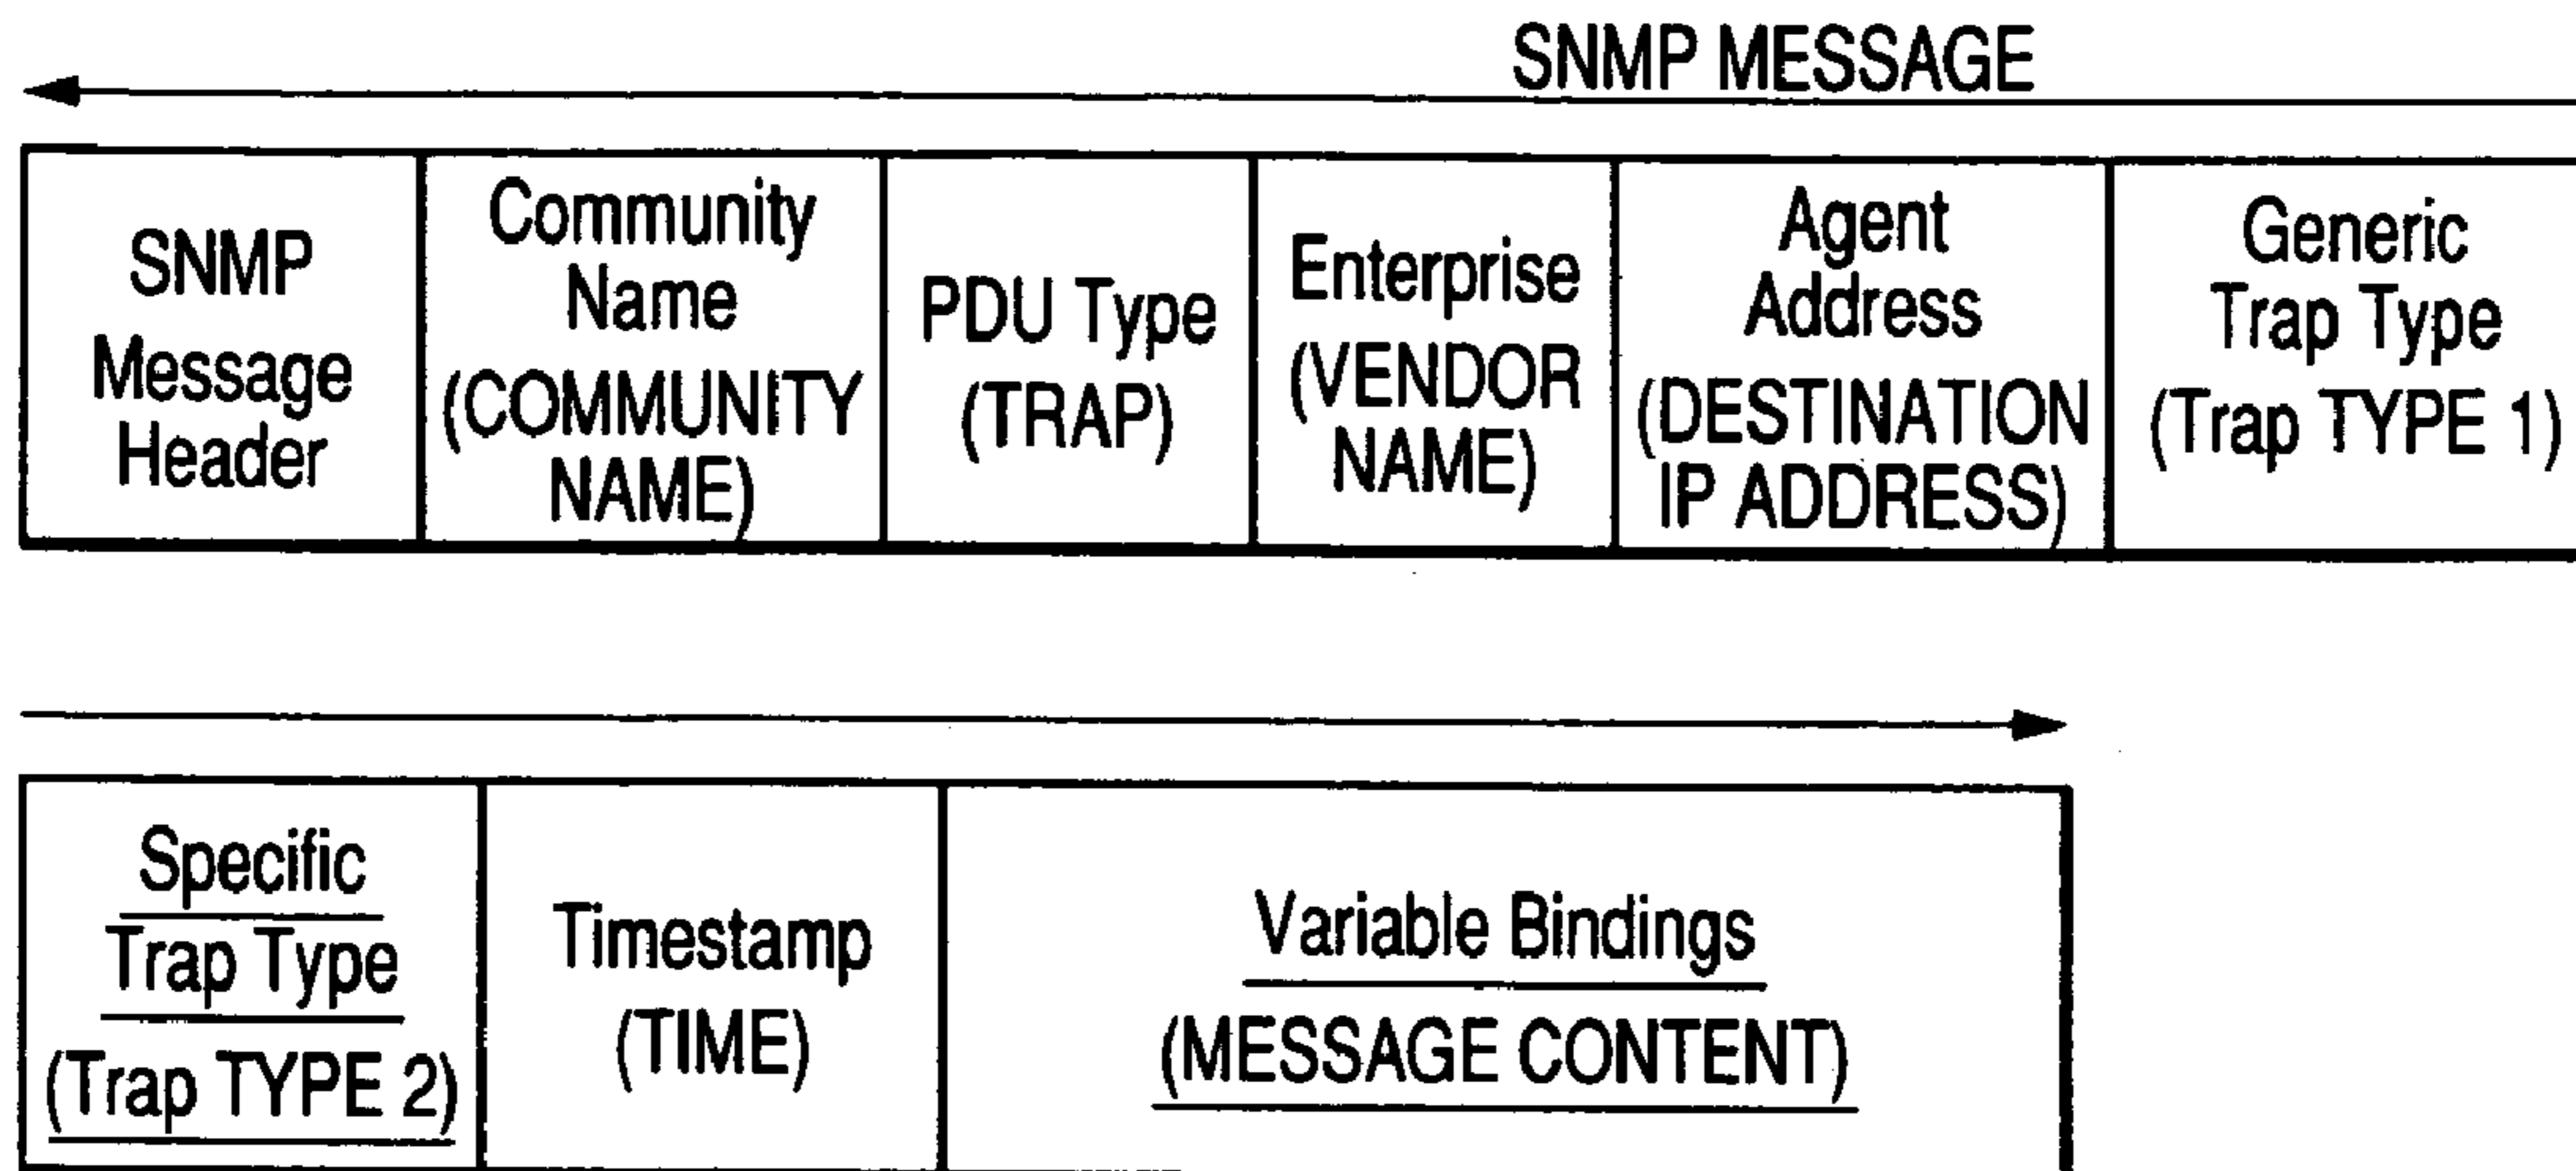 SNMP MESSAGE
SNMP
Message
Header
Community
Name
(COMMUNITY
NAME)
PDU Type
(TRAP)
Enterprise
(VENDOR
NAME)
Agent
Address
(DESTINATION
IP ADDRESS)
Generic
Trap Type
(Trap TYPE 1)
Specific
Trap Type
(Trap TYPE 2)
Timestamp
(TIME)
Variable Bindings
(MESSAGE CONTENT)